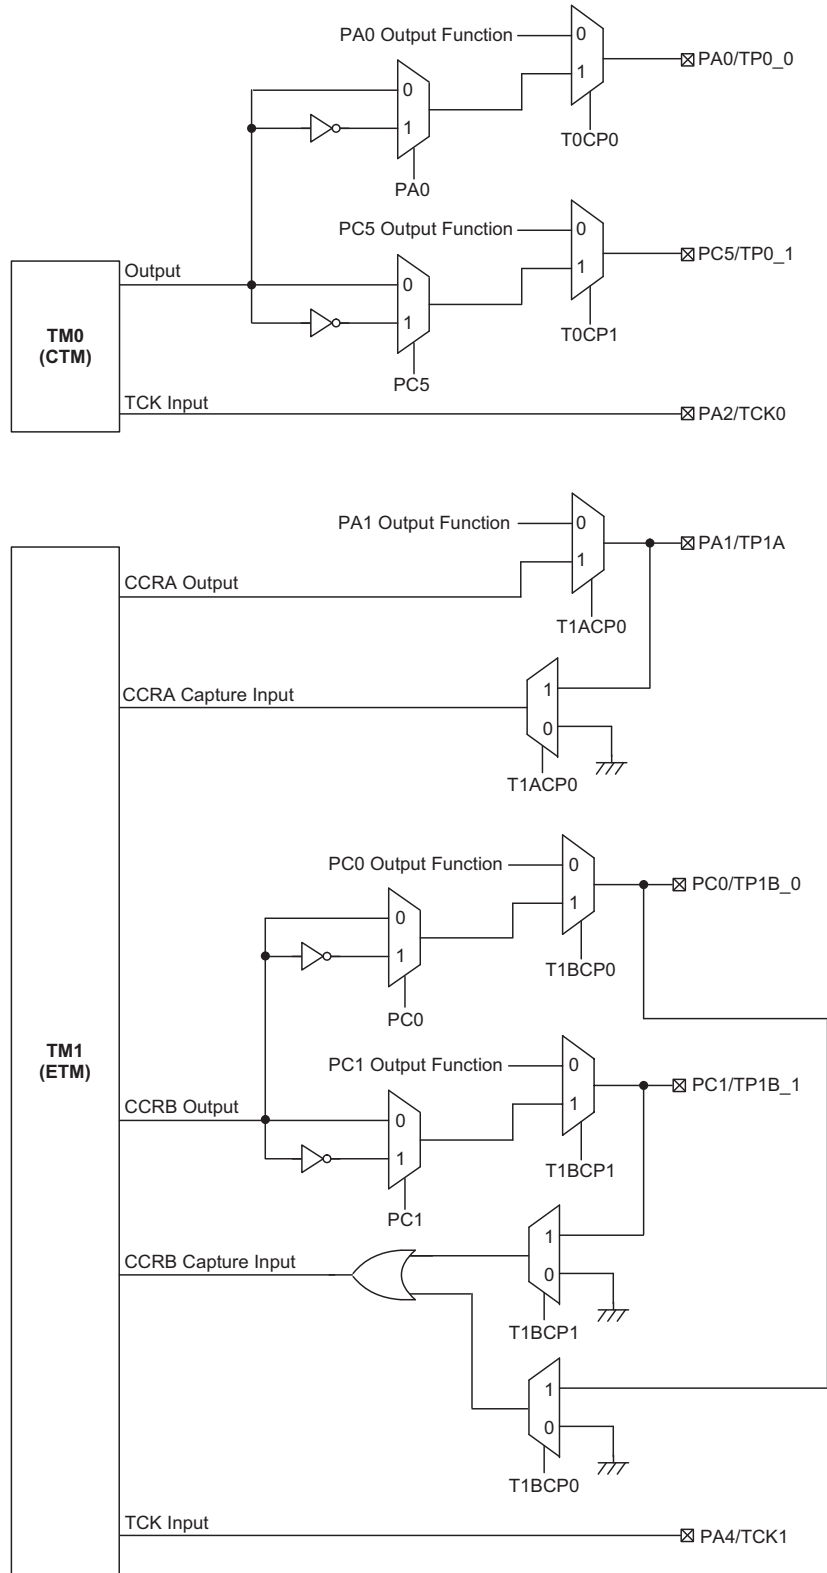 PA0 Output Function
0
1
PA0/TP0_0
0
1
T0CP0
PA0
PC5 Output Function
0
1
PC5/TP0_1
Output
0
1
T0CP1
TM0
(CTM)
PC5
TCK Input
PA2/TCK0
PA1 Output Function
0
1
PA1/TP1A
CCRA Output
T1ACP0
CCRA Capture Input
1
0
T1ACP0
PC0 Output Function
0
1
PC0/TP1B_0
0
1
T1BCP0
PC0
TM1
(ETM)
PC1 Output Function
0
1
PC1/TP1B_1
CCRB Output
0
1
T1BCP1
PC1
CCRB Capture Input
1
0
T1BCP1
1
0
T1BCP0
TCK Input
PA4/TCK1